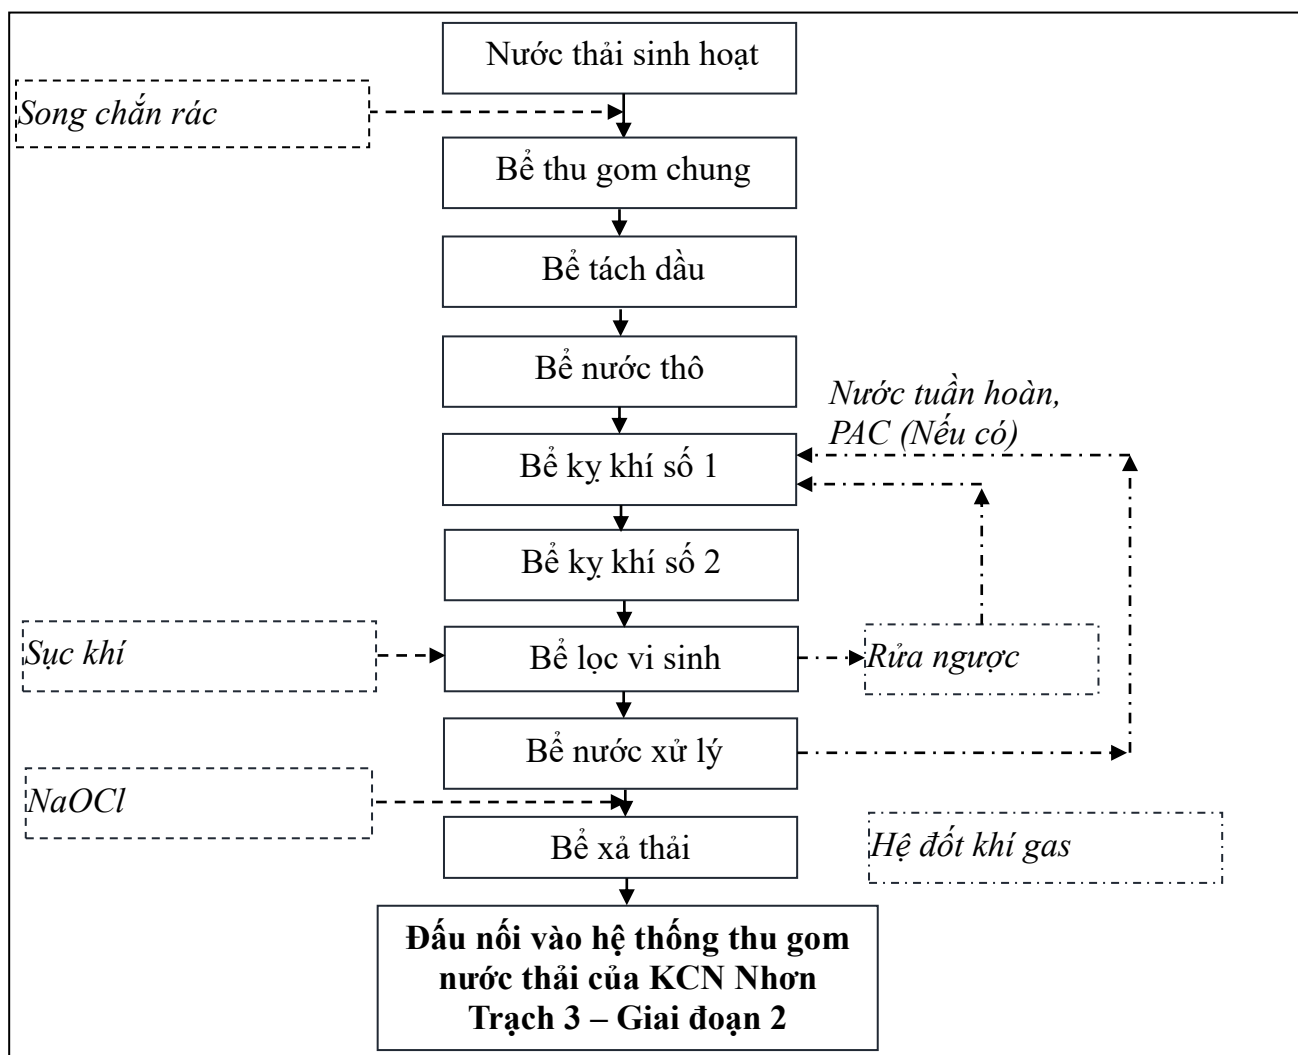 Nước thải sinh hoạt
Song chắn rác
Bể thu gom chung
Bể tách dầu
Bể nước thô
Nước tuần hoàn,
PAC (Nếu có)
Bể kỵ khí số 1
Bể kỵ khí số 2
Sục khí
Bể lọc vi sinh
Rửa ngược
Bể nước xử lý
NaOCl
Bể xả thải
Hệ đốt khí gas
Đấu nối vào hệ thống thu gom
nước thải của KCN Nhơn
Trạch 3 – Giai đoạn 2